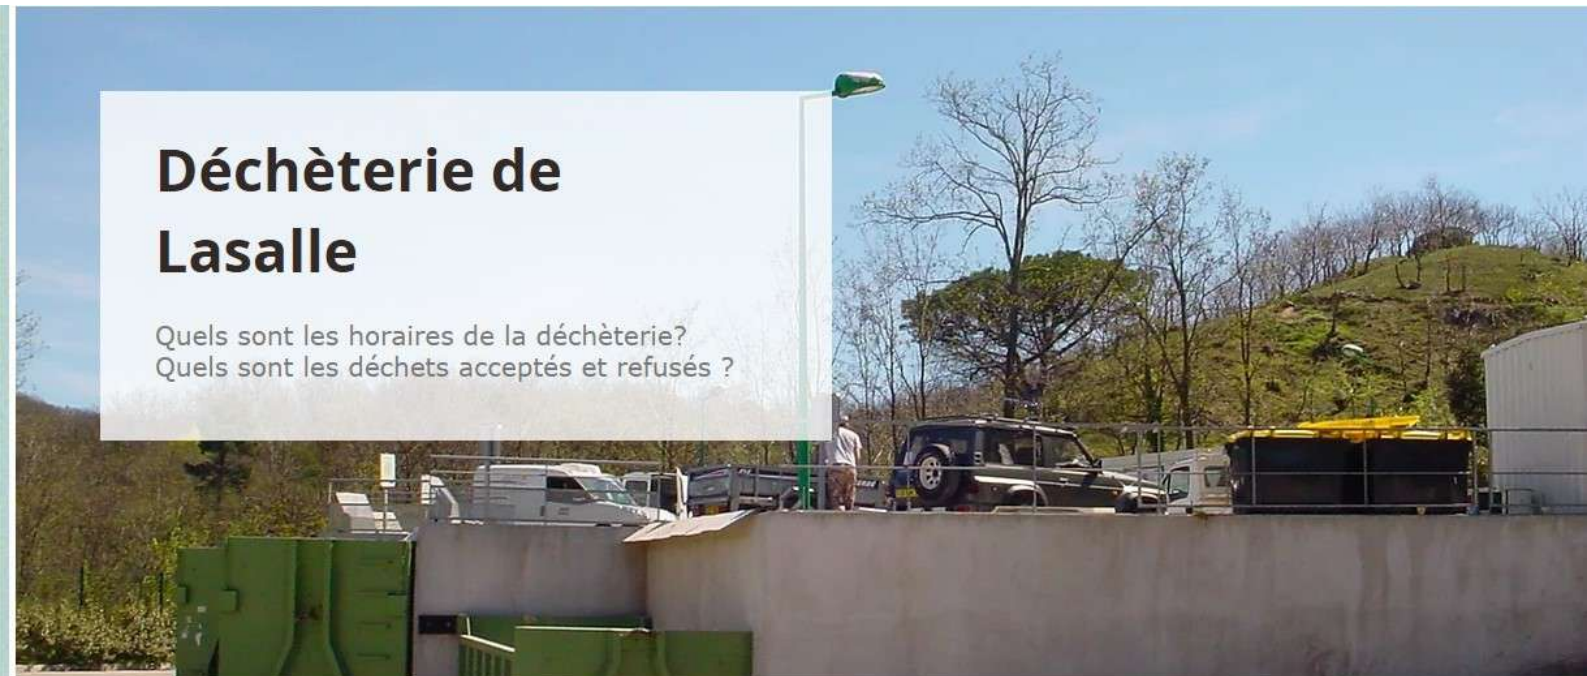 Déchèterie de
Lasalle
Quels sont les horaires de la déchèterie?
Quels sont les déchets acceptés et refusés ?